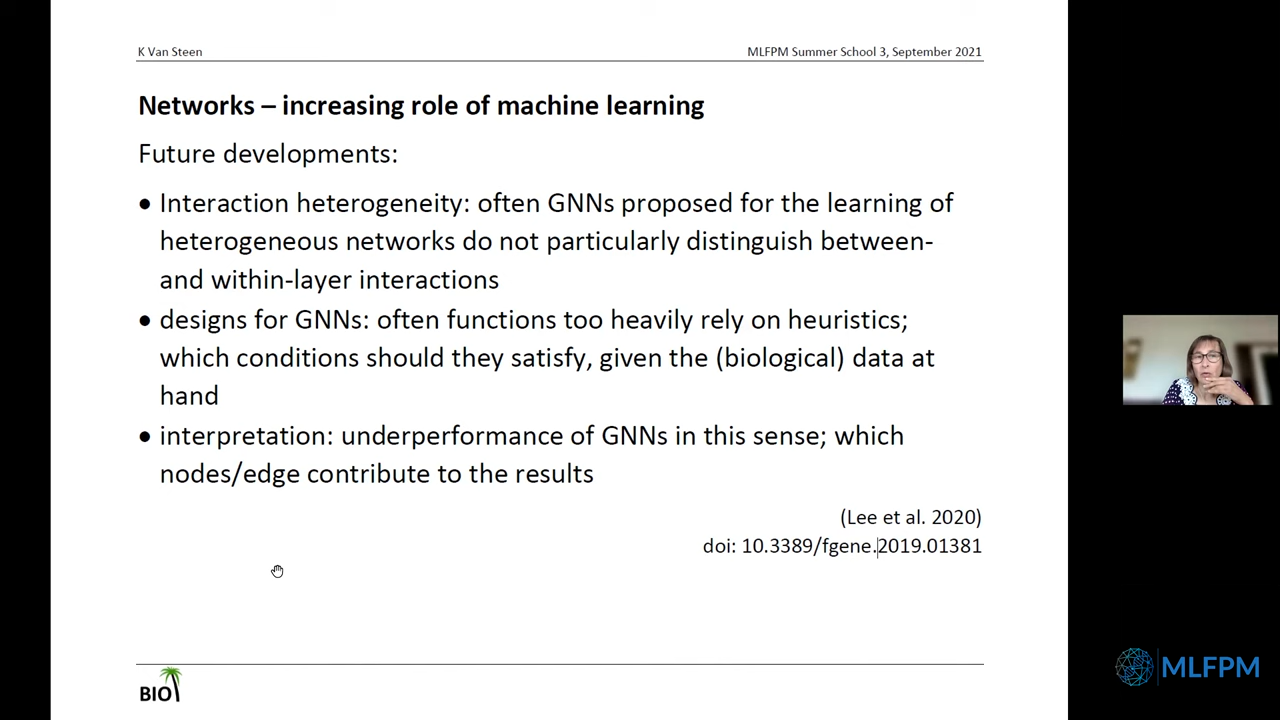 K Van Steen
MLFPM Summer School 3, September 2021
Networks – increasing role of machine learning
Future developments:
• Interaction heterogeneity: often GNNs proposed for the learning of
heterogeneous networks do not particularly distinguish between-
and within-layer interactions
• designs for GNNs: often functions too heavily rely on heuristics;
which conditions should they satisfy, given the (biological) data at
hand
• interpretation: underperformance of GNNs in this sense; which
nodes/edge contribute to the results
(Lee et al. 2020)
doi: 10.3389/fgene.2019.01381
BIO
MLFPM